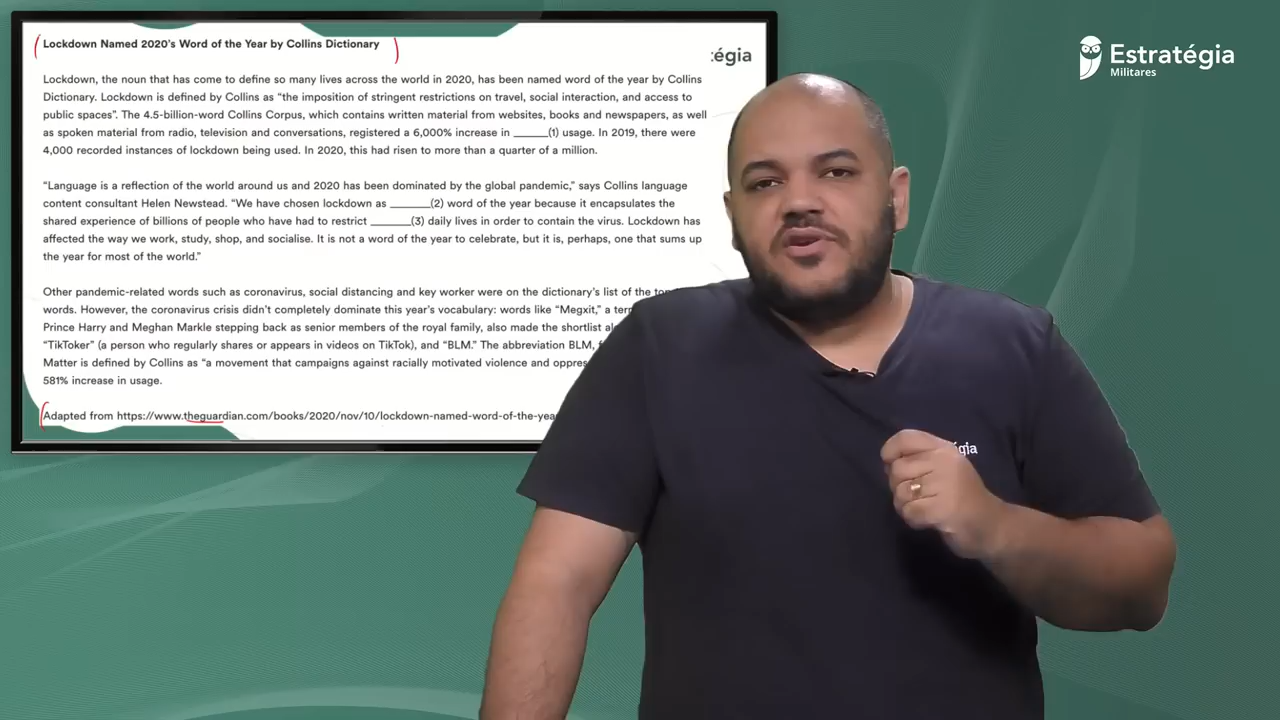 Lockdown Named 2020's Word of the Year by Collins Dictionary
égia
Lockdown, the noun that has come to define so many lives across the world in 2020, has been named word of the year by Collins
Dictionary. Lockdown is defined by Collins as “the imposition of stringent restrictions on travel, social interaction, and access to
public spaces”. The 4.5-billion-word Collins Corpus, which contains written material from websites, books and newspapers, as well
as spoken material from radio, television and conversations, registered a 6,000% increase in ______(1) usage. In 2019, there were
4,000 recorded instances of lockdown being used. In 2020, this had risen to more than a quarter of a million.
“Language is a reflection of the world around us and 2020 has been dominated by the global pandemic,” says Collins language
content consultant Helen Newstead. “We have chosen lockdown as _______(2) word of the year because it encapsulates the
shared experience of billions of people who have had to restrict _______(3) daily lives in order to contain the virus. Lockdown has
affected the way we work, study, shop, and socialise. It is not a word of the year to celebrate, but it is, perhaps, one that sums up
the year for most of the world.”
Other pandemic-related words such as coronavirus, social distancing and key worker were on the dictionary's list of the
words. However, the coronavirus crisis didn't completely dominate this year's vocabulary: words like “Megxit,” a
Prince Harry and Meghan Markle stepping back as senior members of the royal family, also made the shortlist
“TikToker” (a person who regularly shares or appears in videos on TikTok), and “BLM.” The abbreviation BLM,
Matter is defined by Collins as “a movement that campaigns against racially motivated violence and
581% increase in usage.
Adapted from https://www.theguardian.com/books/2020/nov/10/lockdown-named-word-of-the-yea
Estratégia
Militares
égia